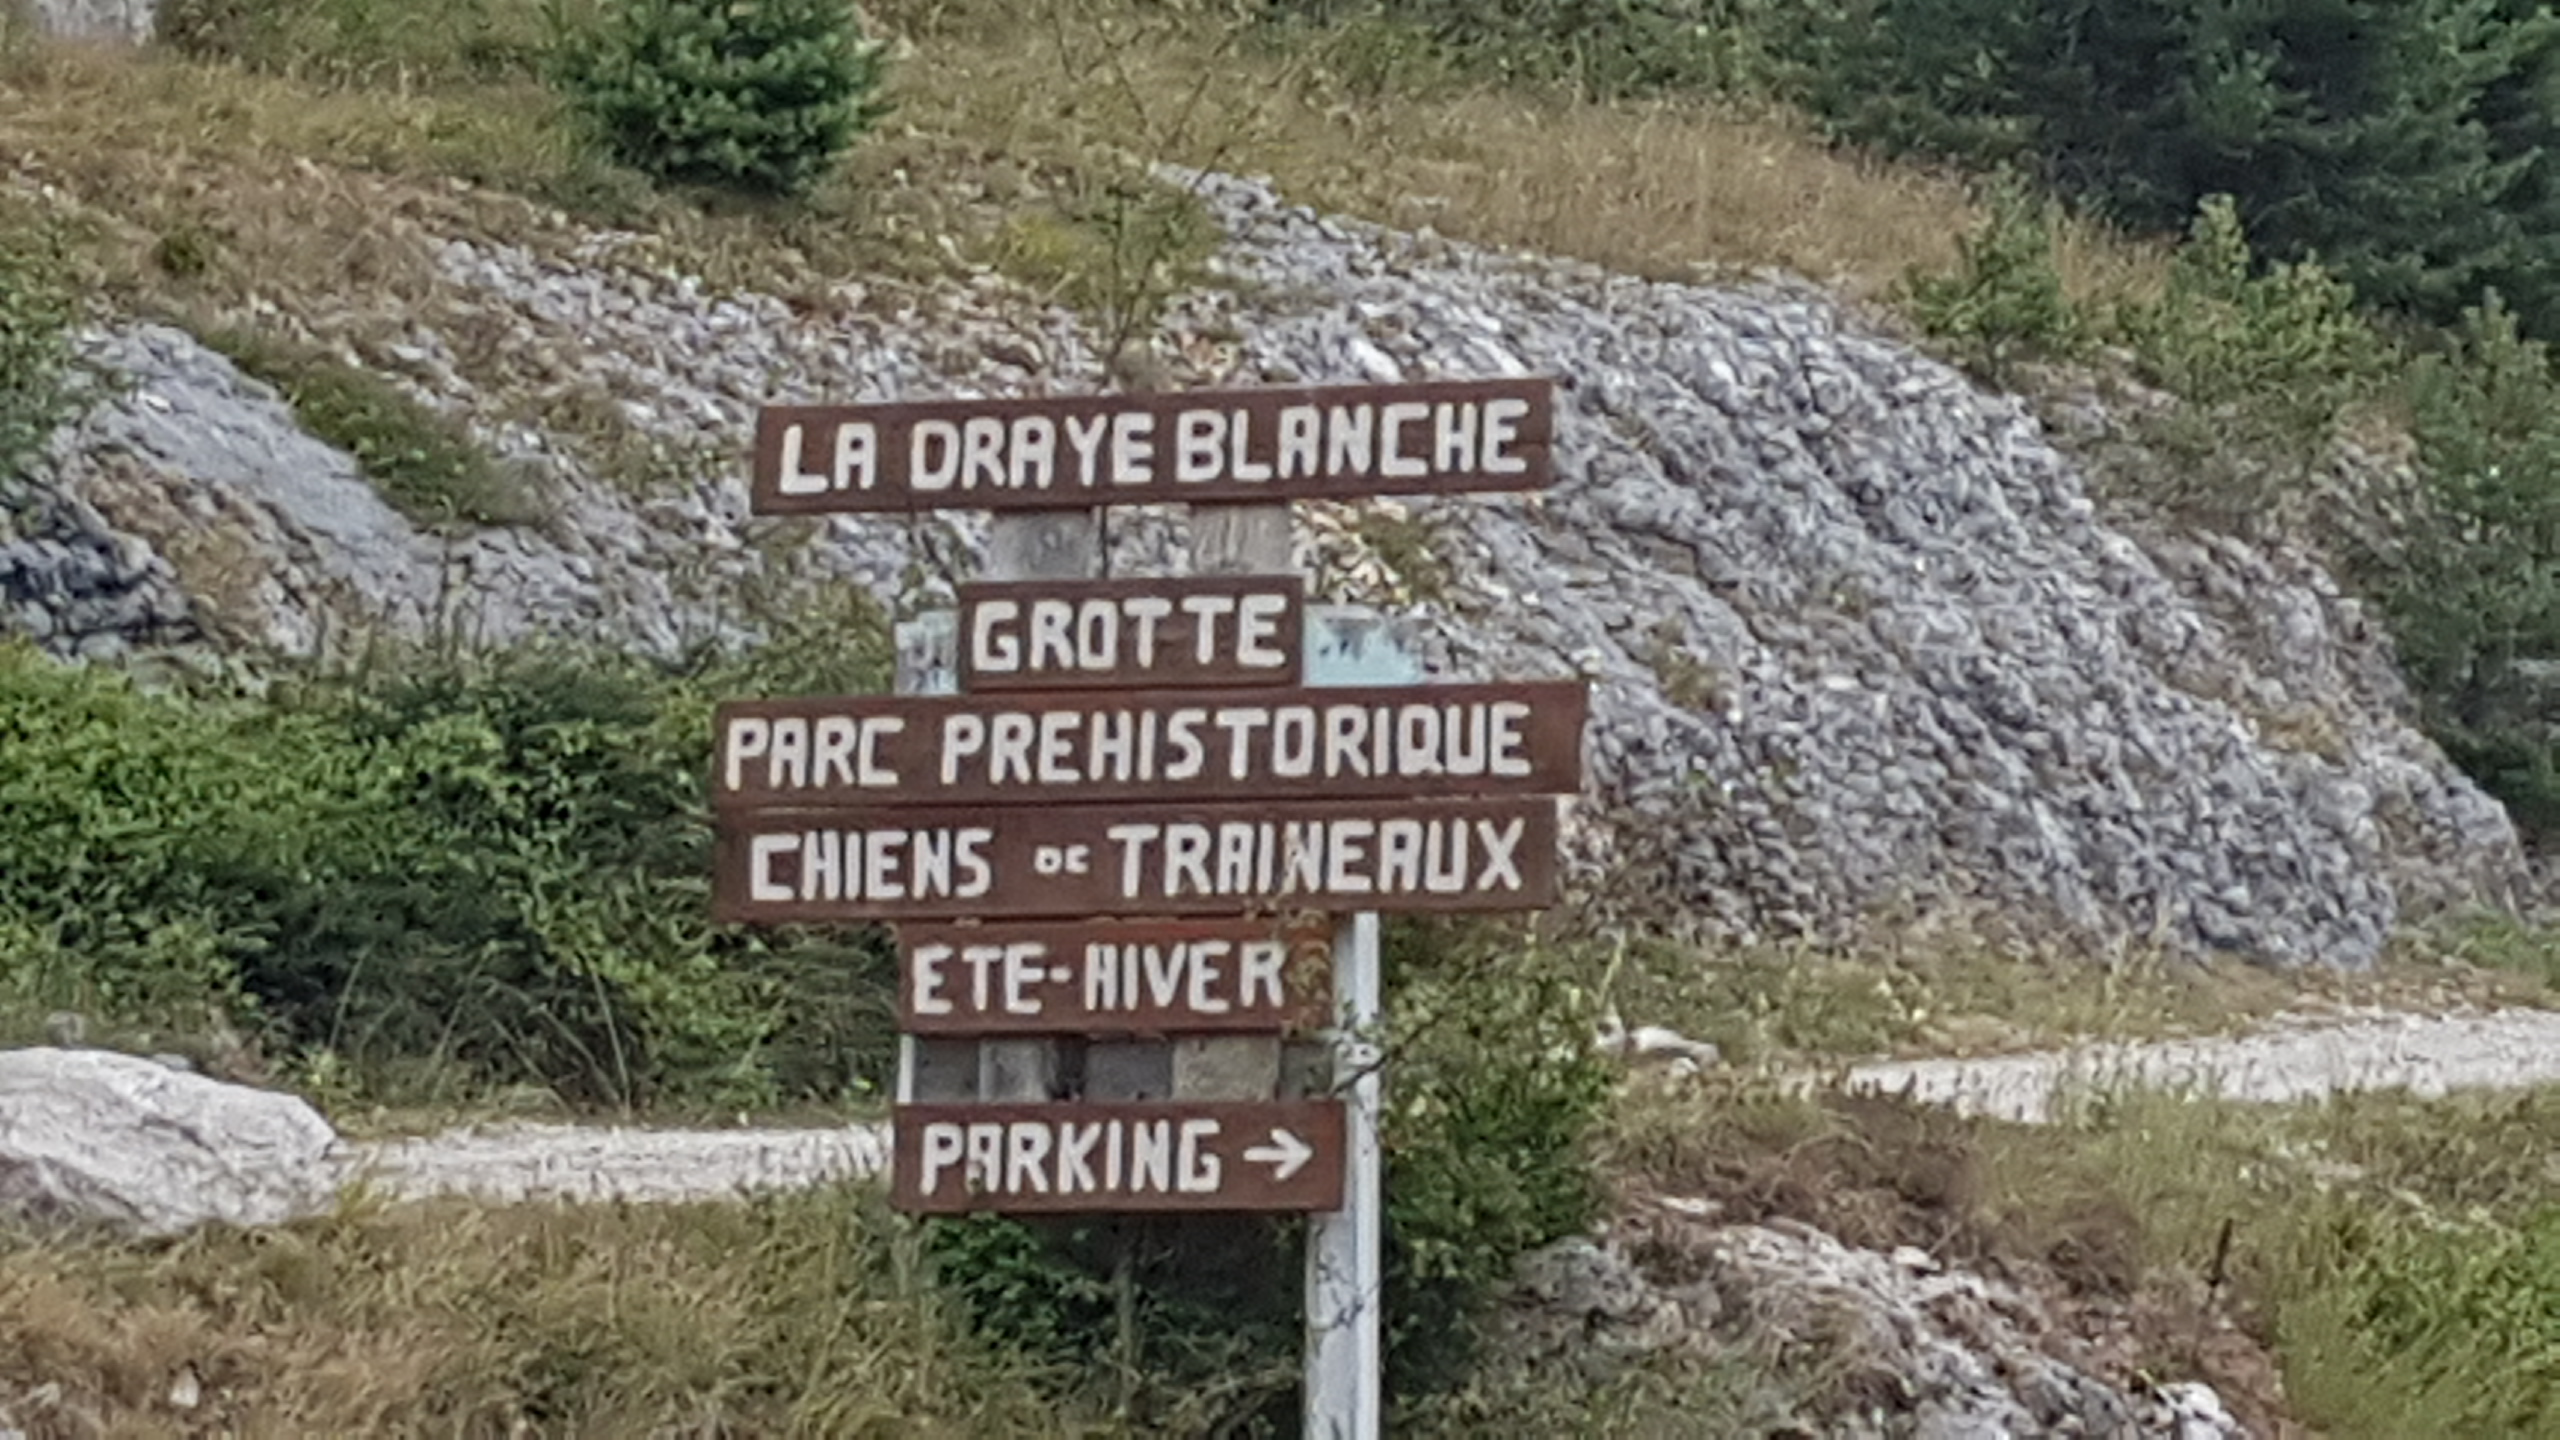 LA DRAYE BLANCHE
GROTTE
PARC PREHISTORIQUE
CHIENS DE TRAINEAUX
ETE-HIVER
PARKING →